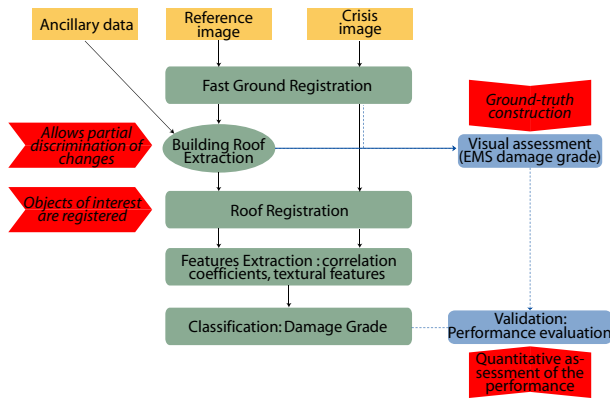 Ancillary data
Reference
image
Crisis
image
Fast Ground Registration
Ground-truth
construction
Allows partial
discrimination of
changes
Building Roof
Extraction
Visual assessment
(EMS damage grade)
Objects of interest
are registered
Roof Registration
Features Extraction : correlation
coefficients, textural features
Classification: Damage Grade
Validation:
Performance evaluation
Quantitative as-
sessment of the
performance